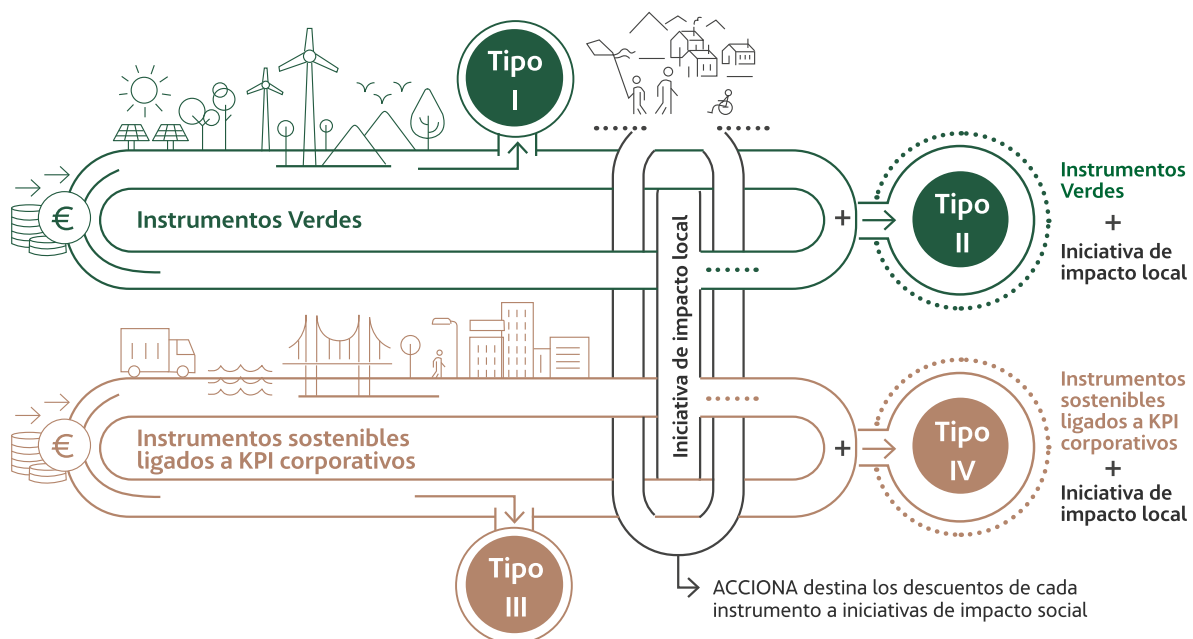 Tipo
I
€
Instrumentos Verdes
+
Tipo
II
Instrumentos
Verdes
+
Iniciativa de
impacto local
Iniciativa de impacto local
€
Instrumentos sostenibles
ligados a KPI corporativos
+
Tipo
IV
Instrumentos
sostenibles
ligados a KPI
corporativos
+
Iniciativa de
impacto local
Tipo
III
ACCIONA destina los descuentos de cada
instrumento a iniciativas de impacto social